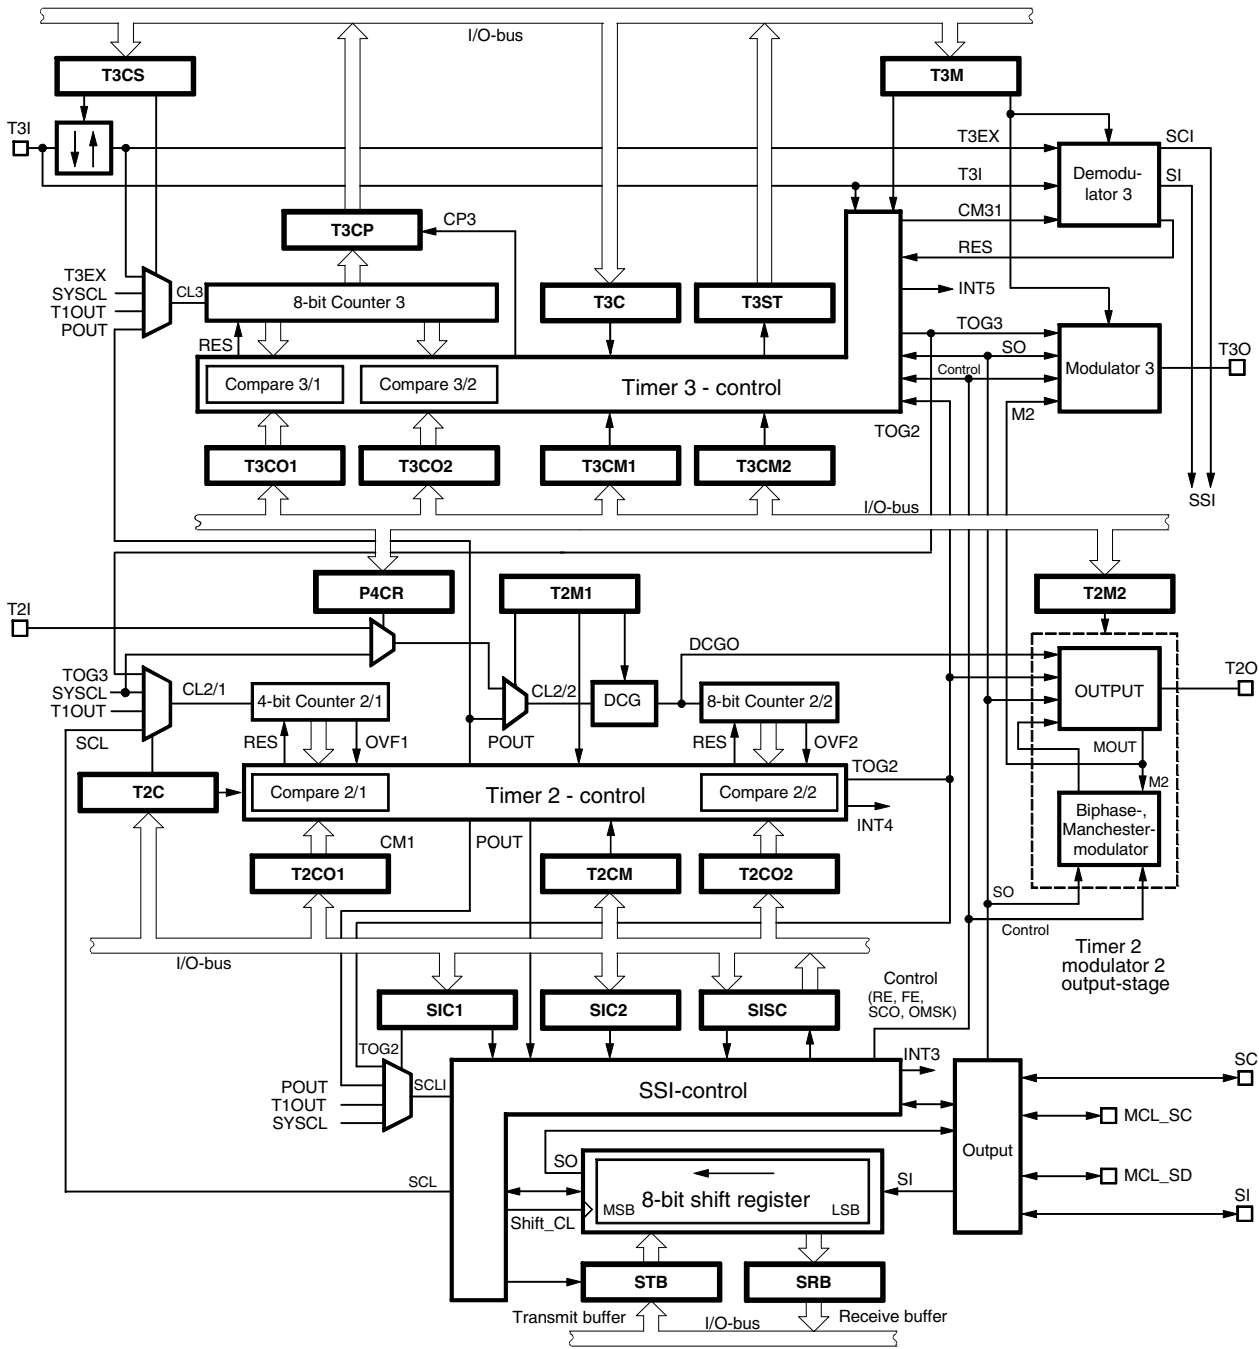 I/O-bus
T3CS
T3M
T3I
T3EX
SCI
T3I
SI
Demodu-
lator 3
CM31
T3CP
CP3
RES
T3EX
SYSCL
T1OUT
POUT
CL3
8-bit Counter 3
T3C
T3ST
INT5
TOG3
RES
SO
T3O
Compare 3/1
Compare 3/2
Timer 3 - control
Control
Modulator 3
M2
TOG2
T3CO1
T3CO2
T3CM1
T3CM2
SSI
I/O-bus
P4CR
T2M1
T2M2
T2I
DCGO
TOG3
SYSCL
T1OUT
SCL
CL2/1
4-bit Counter 2/1
CL2/2
DCG
8-bit Counter 2/2
OUTPUT
T2O
RES
OVF1
POUT
RES
OVF2
MOUT
T2C
Compare 2/1
Timer 2 - control
Compare 2/2
TOG2
M2
INT4
Biphase-,
Manchester-
modulator
CM1
POUT
T2CO1
T2CM
T2CO2
SO
Control
I/O-bus
Timer 2
modulator 2
output-stage
SIC1
SIC2
SISC
Control
(RE, FE,
SCO, OMSK)
TOG2
INT3
POUT
T1OUT
SYSCL
SCLI
SSI-control
SC
MCL_SC
Output
SO
SI
MCL_SD
SCL
8-bit shift register
MSB
LSB
Shift_CL
SI
STB
SRB
Transmit buffer
Receive buffer
I/O-bus